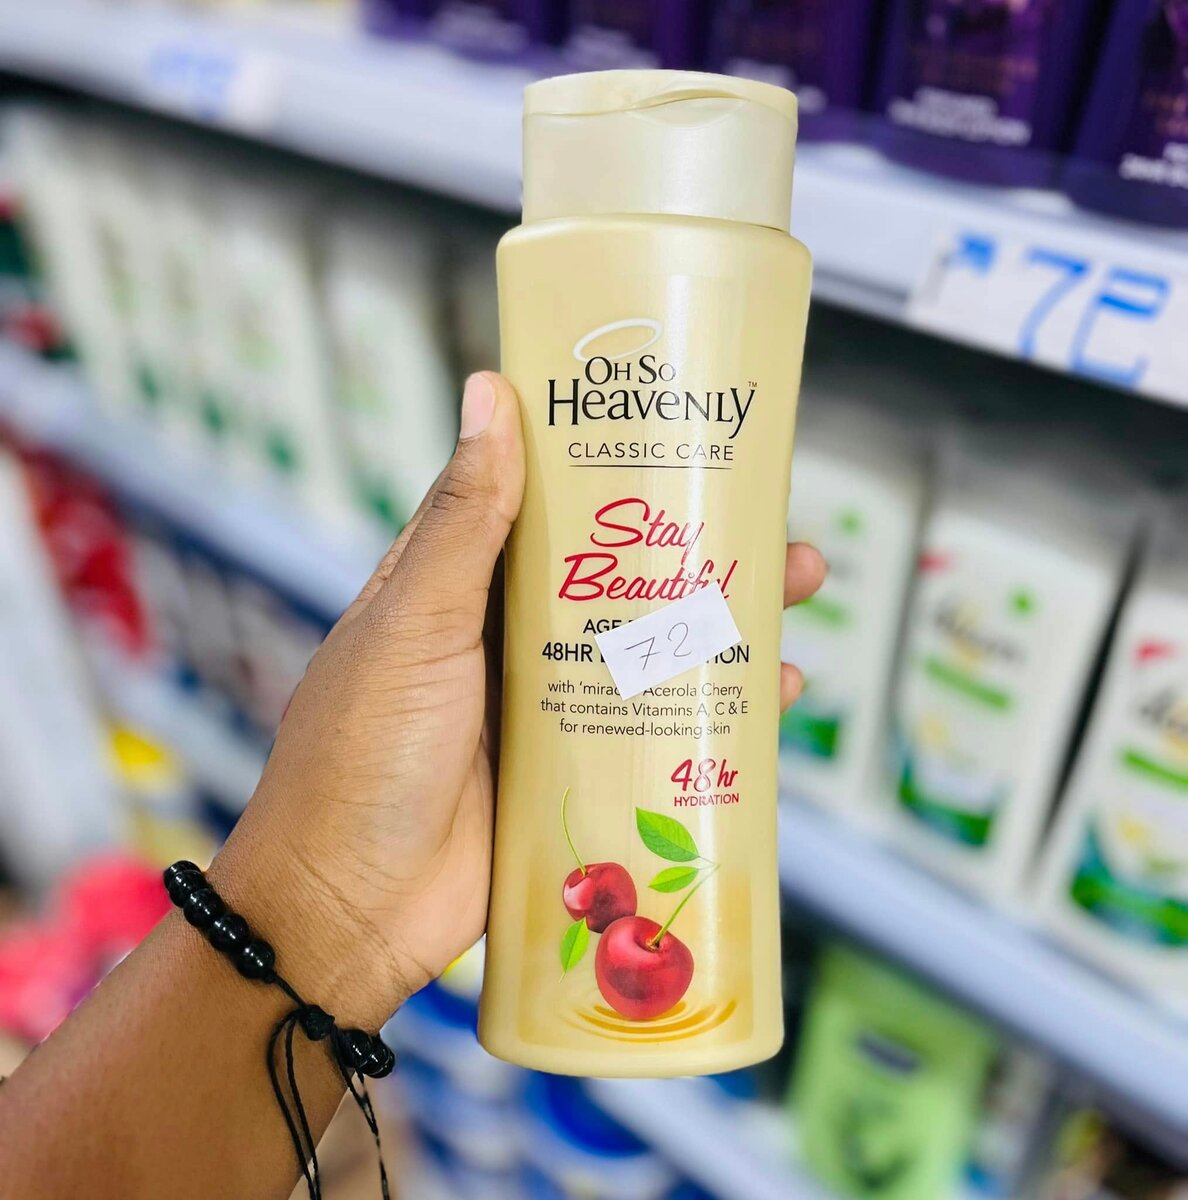 OH SO
HEAVENLY™
CLASSIC CARE
Stay
Beautiful
AGE
48HR
72
with 'miracle' Acerola Cherry
that contains Vitamins A, C & E
for renewed-looking skin
48hr
HYDRATION
72